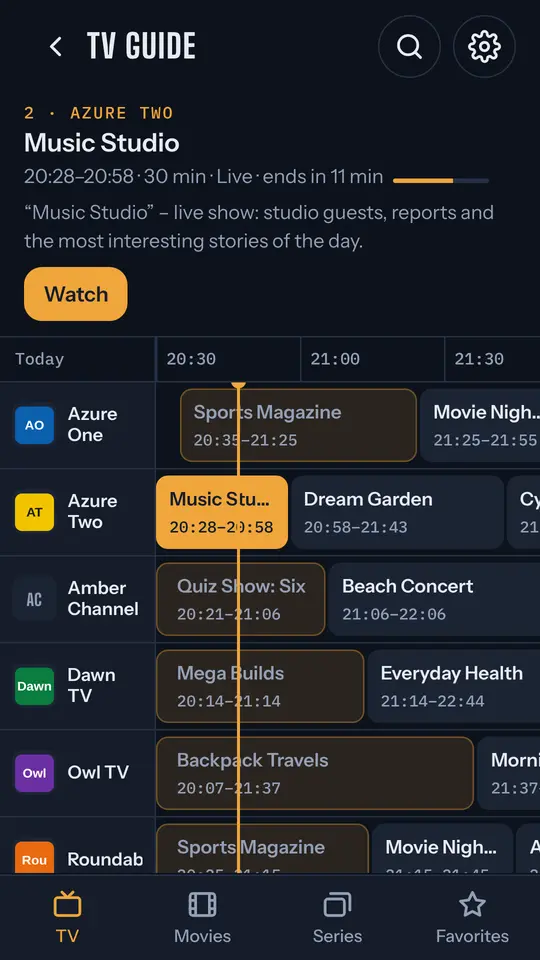 TV GUIDE
2 · AZURE TWO
Music Studio
20:28–20:58 · 30 min · Live · ends in 11 min
“Music Studio” – live show: studio guests, reports and
the most interesting stories of the day.
Watch
Today 20:30 21:00 21:30
AO Azure One
Sports Magazine
20:35–21:25
Movie Nigh…
21:25–21:55
AT Azure Two
Music Stu…
20:28–20:58
Dream Garden
20:58–21:43
Cy
21
AC Amber Channel
Quiz Show: Six
20:21–21:06
Beach Concert
21:06–22:06
Dawn Dawn TV
Mega Builds
20:14–21:14
Everyday Health
21:14–22:44
Owl Owl TV
Backpack Travels
20:07–21:37
Morni
21:37
Rou Roundab
Sports Magazine
Movie Nigh…
TV
Movies
Series
Favorites